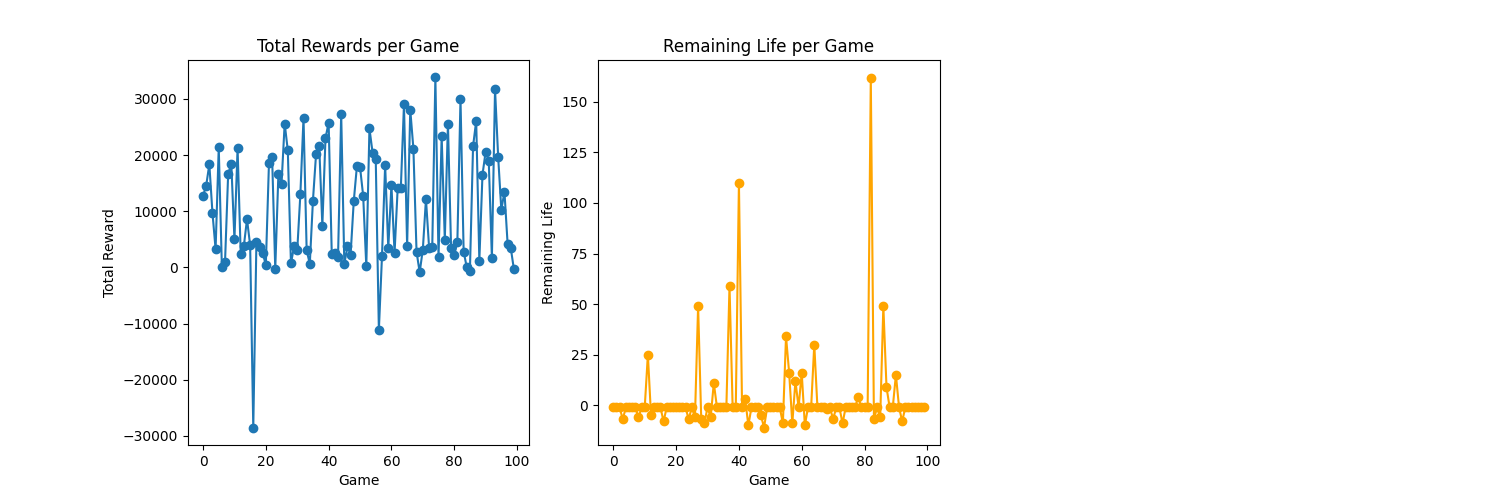 Total Rewards per Game
30000
20000
10000
0
−10000
−20000
−30000
Total Reward
0 20 40 60 80 100
Game
Remaining Life per Game
150
125
100
75
50
25
0
Remaining Life
0 20 40 60 80 100
Game